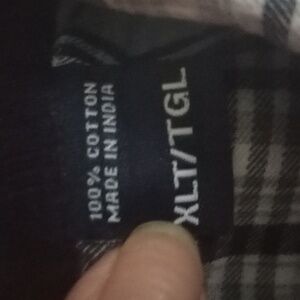 100% COTTON
MADE IN INDIA
XLT/TGL